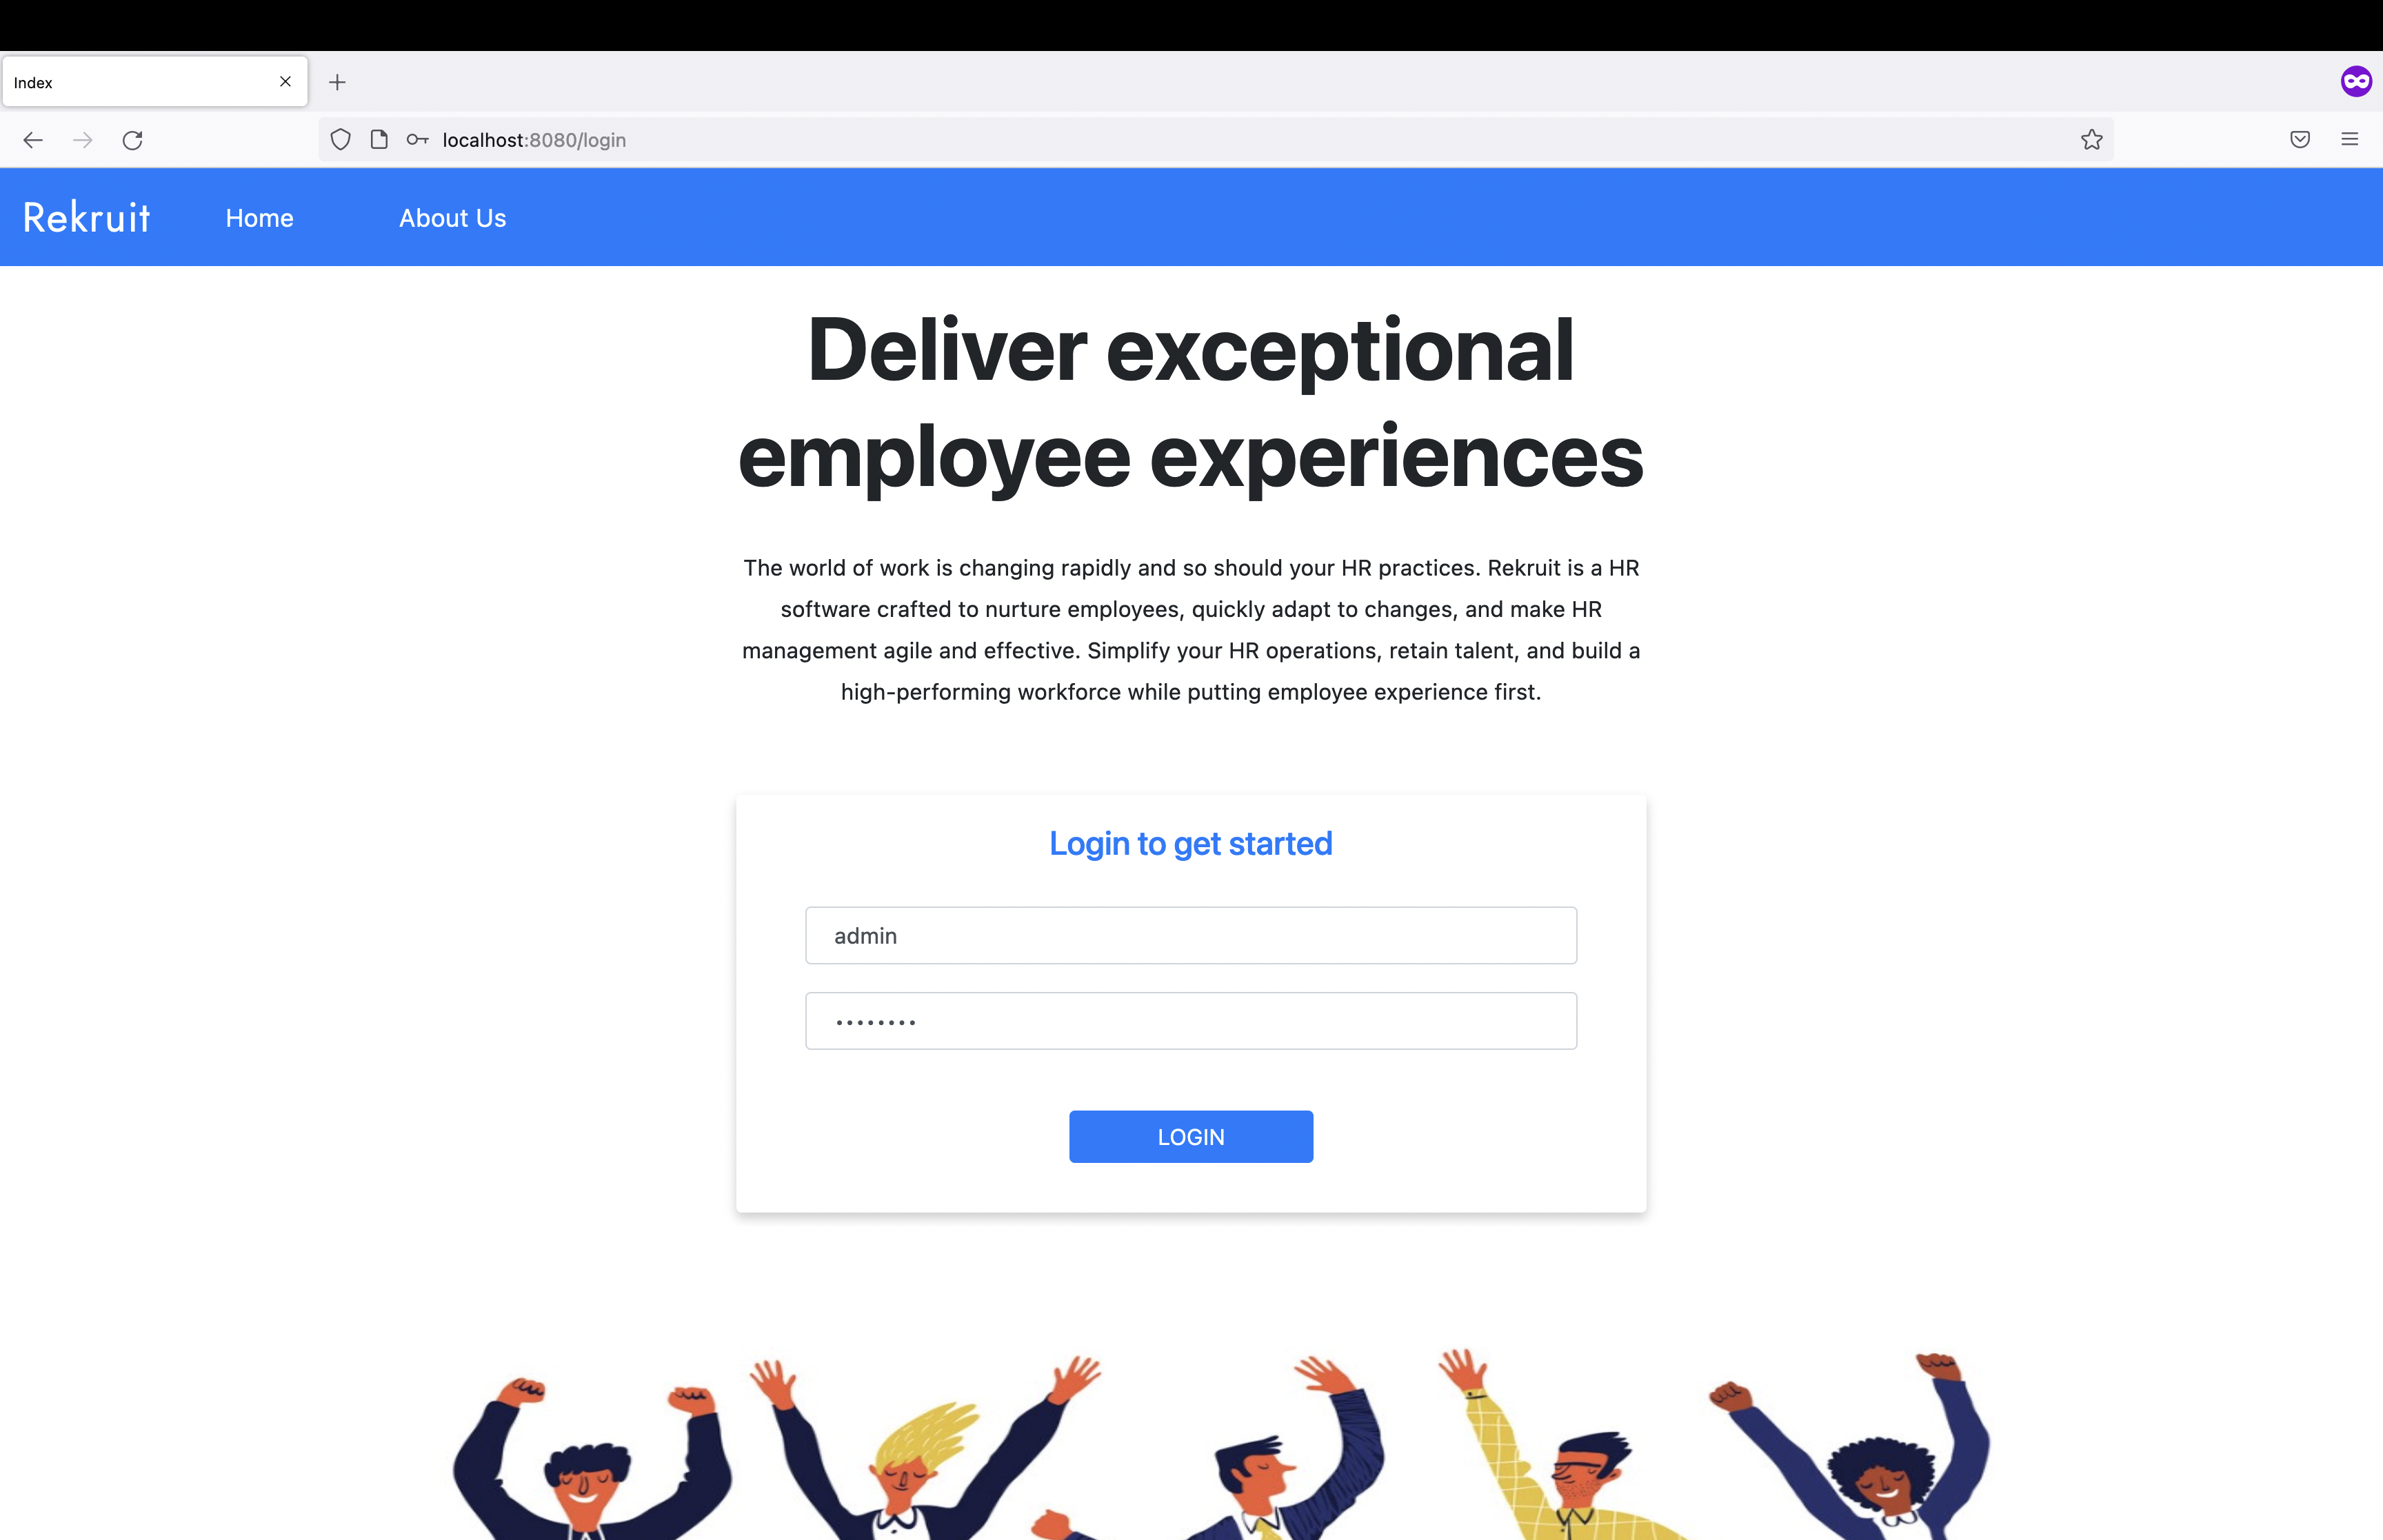 Index
localhost:8080/login
Rekruit Home About Us
Deliver exceptional
employee experiences
The world of work is changing rapidly and so should your HR practices. Rekruit is a HR
software crafted to nurture employees, quickly adapt to changes, and make HR
management agile and effective. Simplify your HR operations, retain talent, and build a
high-performing workforce while putting employee experience first.
Login to get started
admin
••••••••
LOGIN